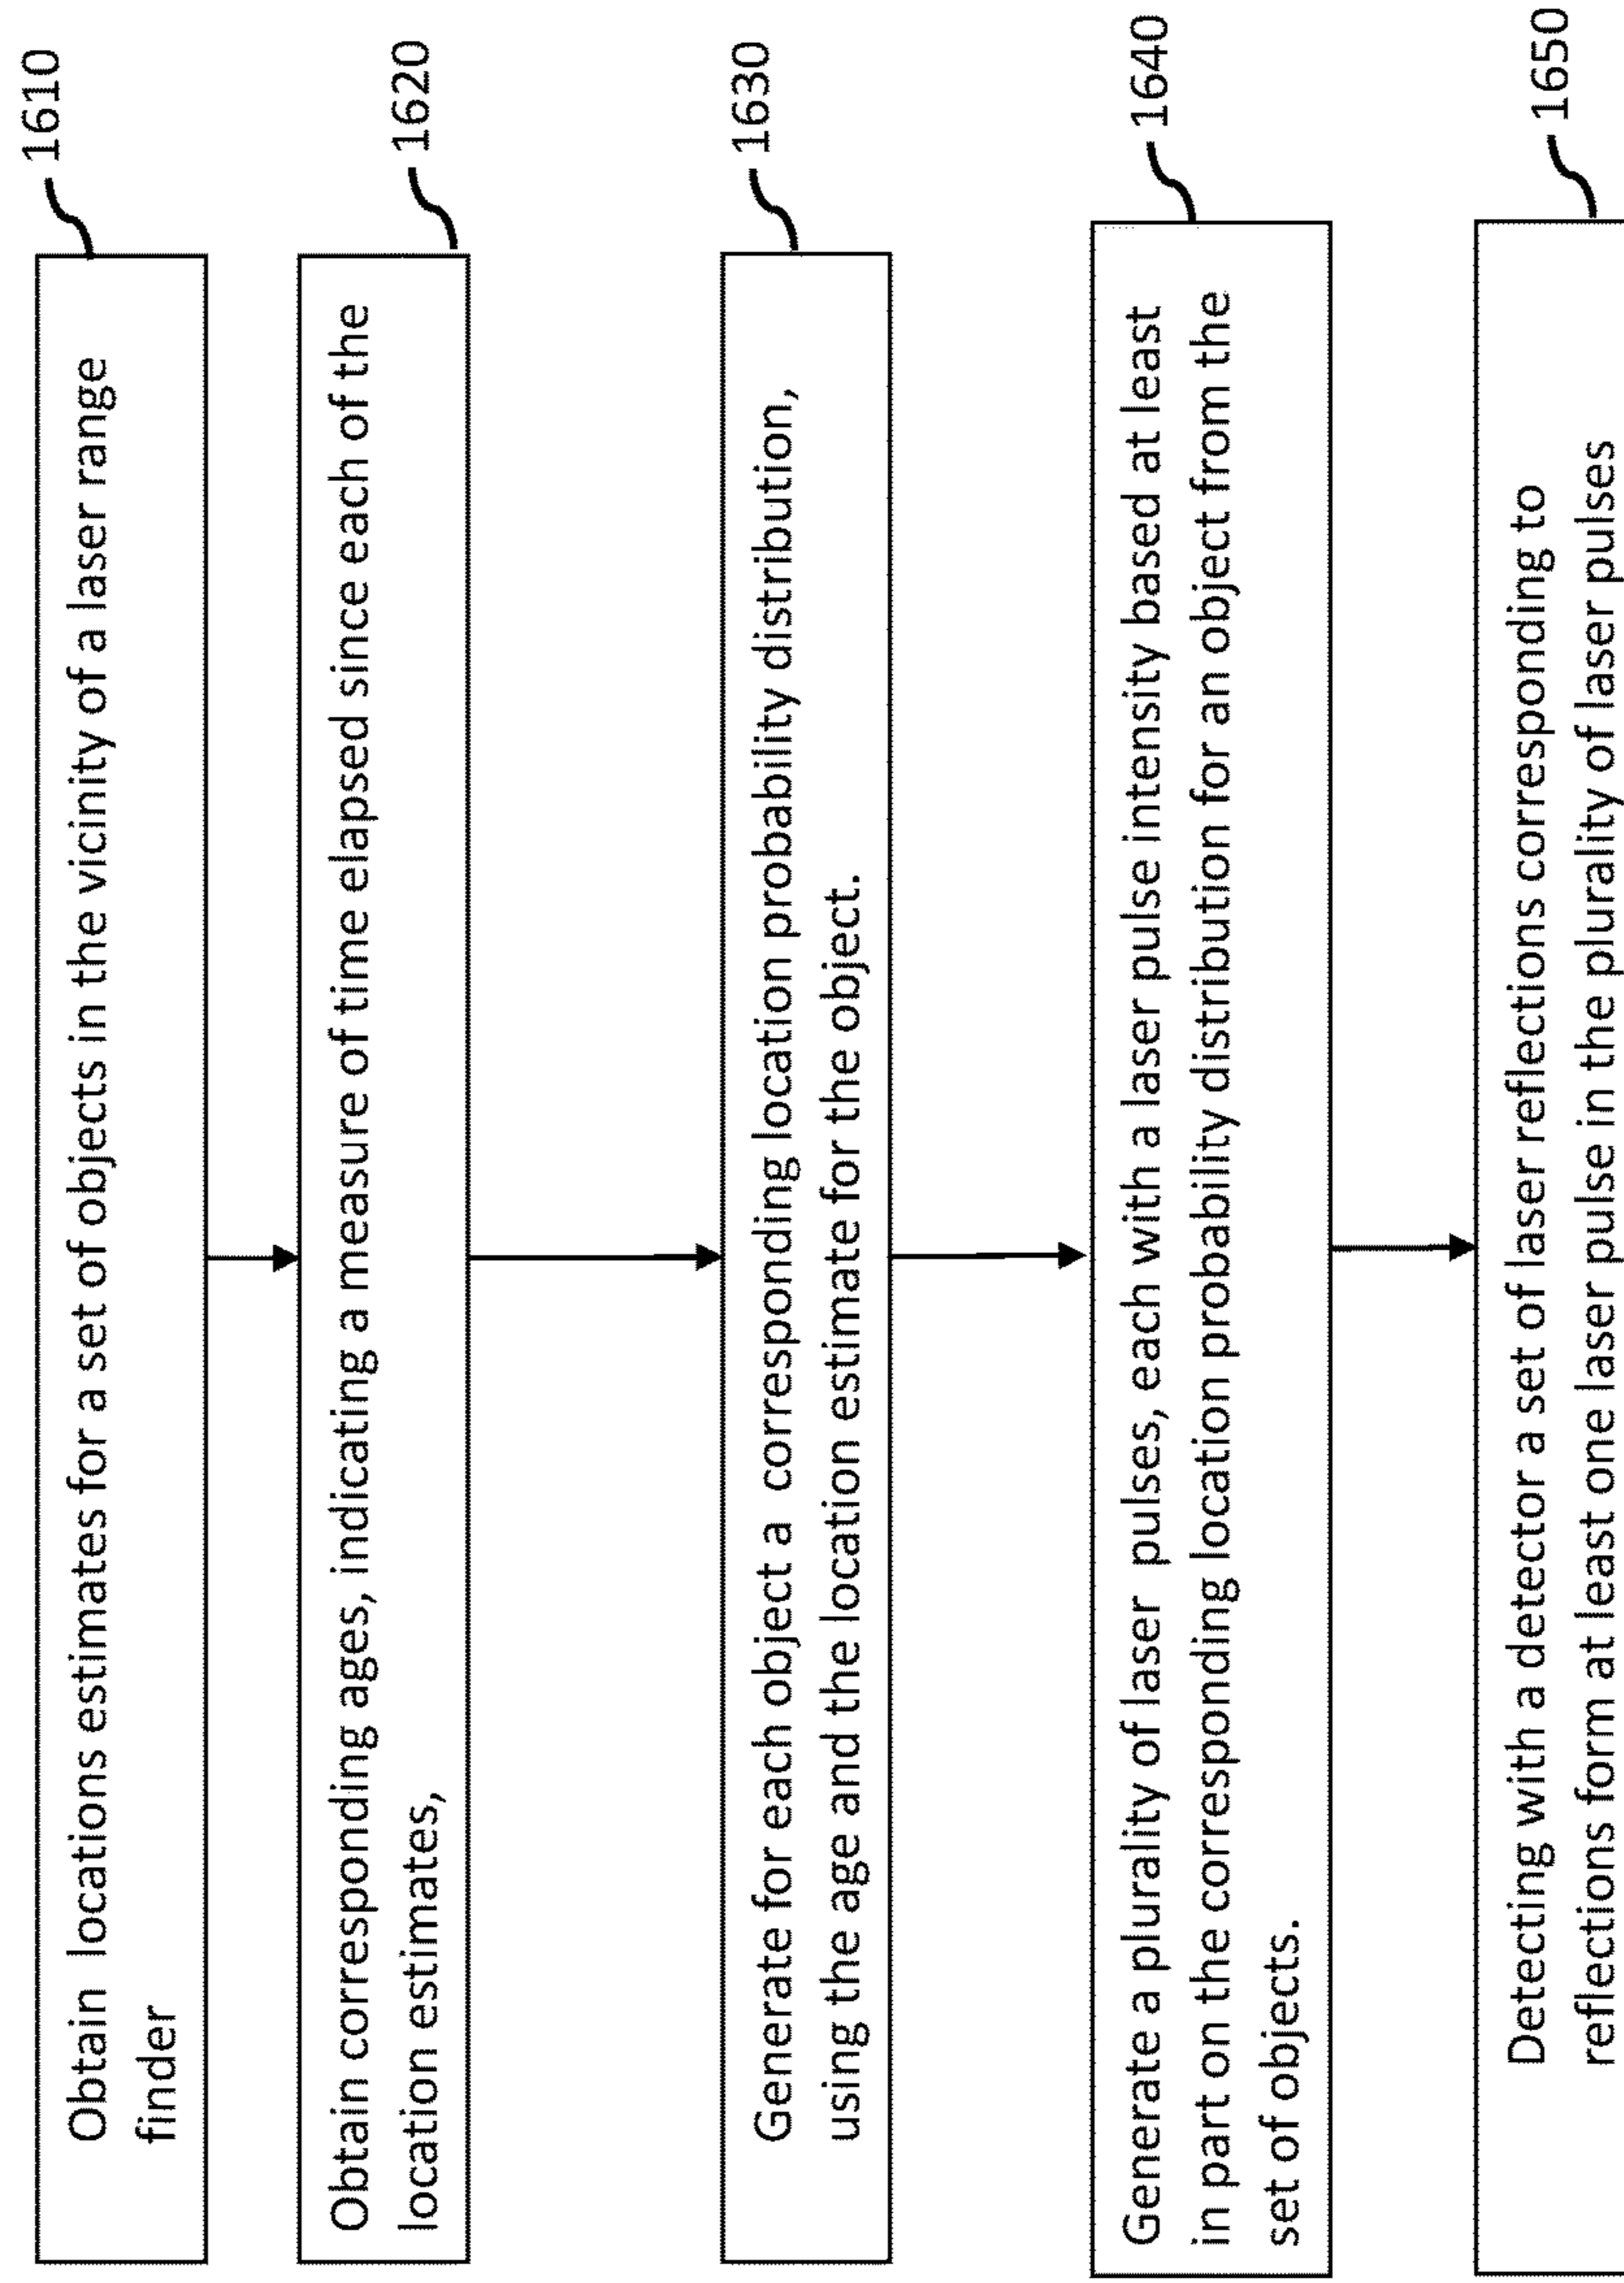 1610
Obtain locations estimates for a set of objects in the vicinity of a laser range
finder
1620
Obtain corresponding ages, indicating a measure of time elapsed since each of the
location estimates,
1630
Generate for each object a corresponding location probability distribution,
using the age and the location estimate for the object.
1640
Generate a plurality of laser pulses, each with a laser pulse intensity based at least
in part on the corresponding location probability distribution for an object from the
set of objects.
1650
Detecting with a detector a set of laser reflections corresponding to
reflections form at least one laser pulse in the plurality of laser pulses